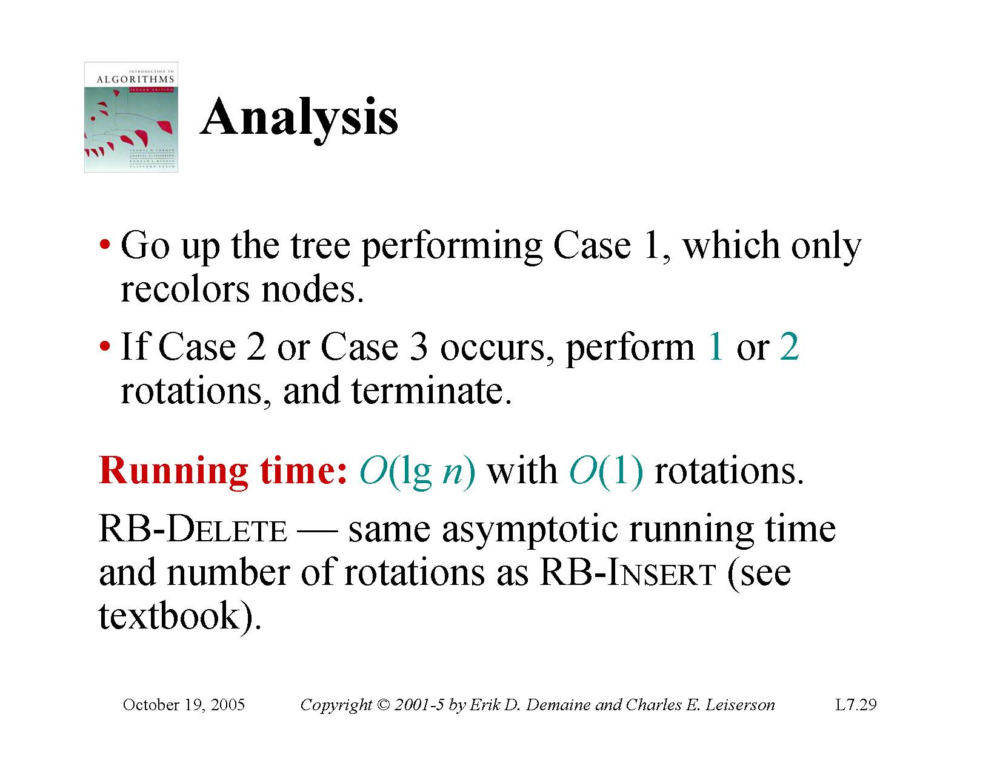 INTRODUCTION TO
ALGORITHMS
SECOND EDITION
THOMAS H. CORMEN
CHARLES E. LEISERSON
RONALD L. RIVEST
CLIFFORD STEIN
Analysis
• Go up the tree performing Case 1, which only
recolors nodes.
• If Case 2 or Case 3 occurs, perform 1 or 2
rotations, and terminate.
Running time: O(lg n) with O(1) rotations.
RB-DELETE — same asymptotic running time
and number of rotations as RB-INSERT (see
textbook).
October 19, 2005 Copyright © 2001-5 by Erik D. Demaine and Charles E. Leiserson L7.29